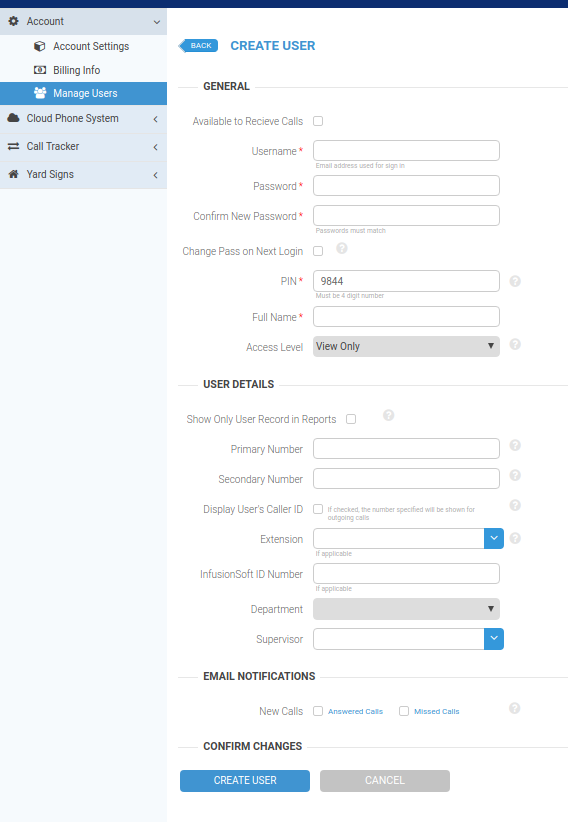 Account
Account Settings
Billing Info
Manage Users
Cloud Phone System
Call Tracker
Yard Signs
BACK CREATE USER
GENERAL
Available to Recieve Calls
Username *
Email address used for sign in
Password *
Confirm New Password *
Passwords must match
Change Pass on Next Login ?
PIN * 9844 ?
Must be 4 digit number
Full Name *
Access Level View Only ?
USER DETAILS
Show Only User Record in Reports ?
Primary Number ?
Secondary Number ?
Display User's Caller ID If checked, the number specified will be shown for ?
outgoing calls
Extension ?
If applicable
InfusionSoft ID Number
If applicable
Department
Supervisor
EMAIL NOTIFICATIONS
New Calls Answered Calls Missed Calls ?
CONFIRM CHANGES
CREATE USER CANCEL